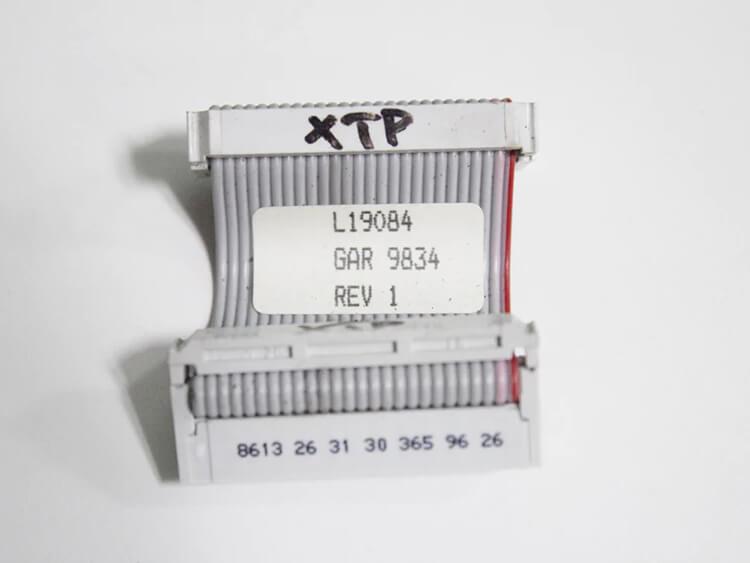 XTP
L19084
GAR 9834
REV 1
8613 26 31 30 365 96 26